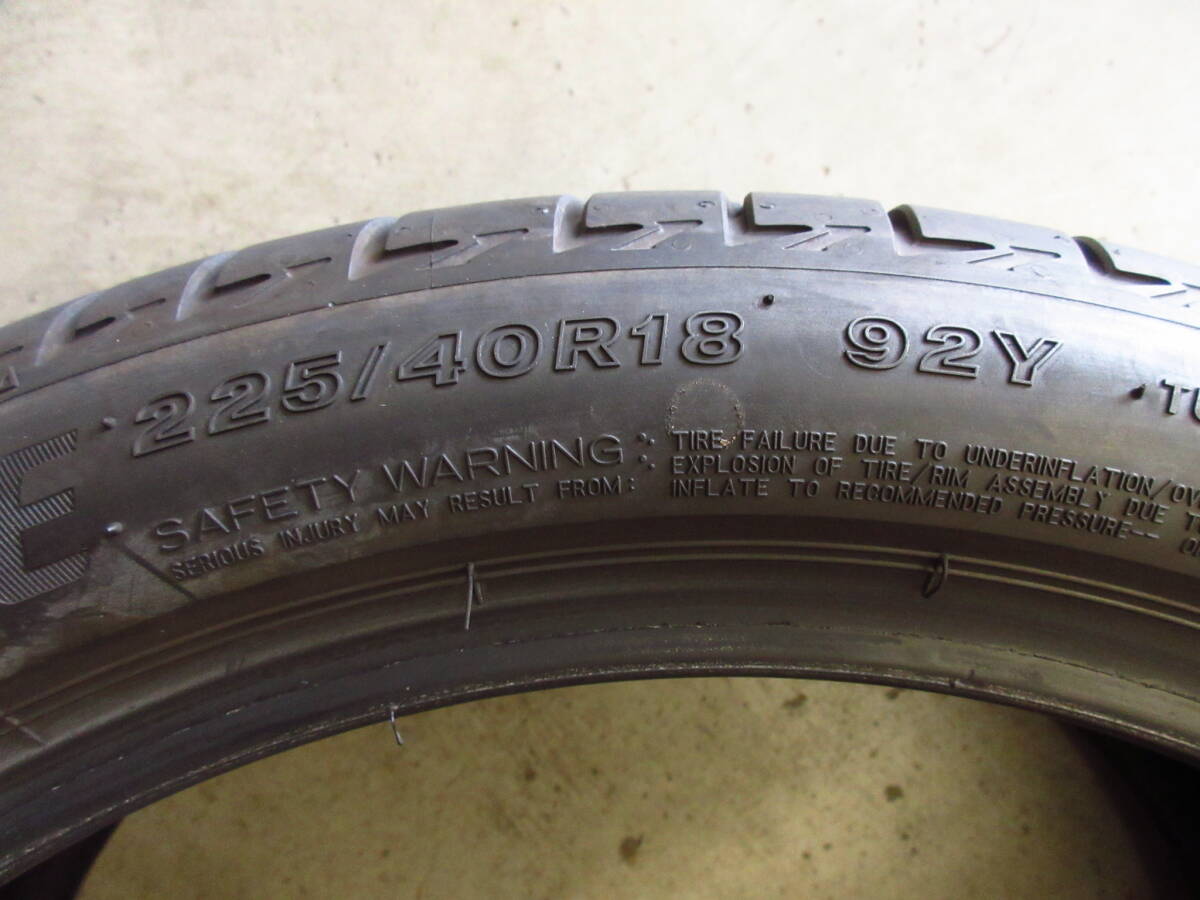 E
225/40R18 92Y
SAFETY WARNING:
SERIOUS INJURY MAY RESULT FROM:
TIRE FAILURE DUE TO UNDERINFLATION/
EXPLOSION OF TIRE/RIM ASSEMBLY DUE
INFLATE TO RECOMMENDED PRESSURE--